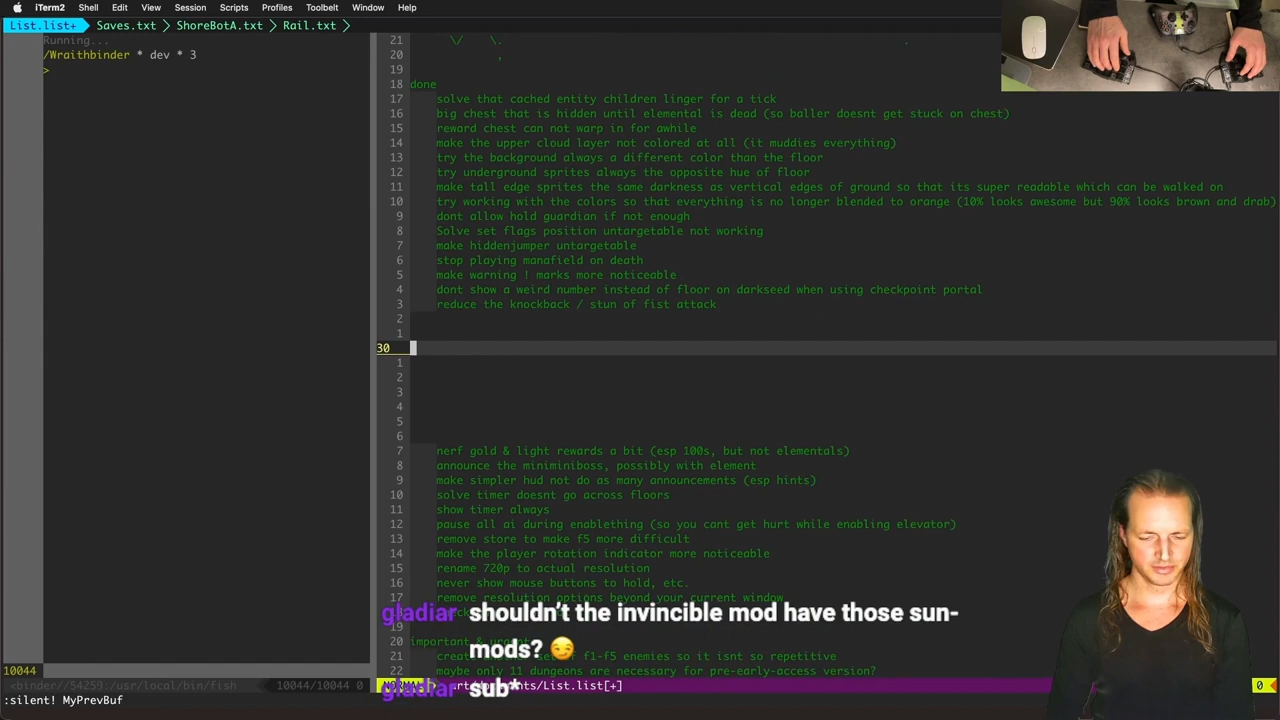 iTerm2 Shell Edit View Session Scripts Profiles Toolbelt Window Help
List.list+ Saves.txt ShoreBotA.txt Rail.txt
Running...
/Wraithbinder * dev * 3
>
21 \/ \. .
20 ,
19
18 done
17 solve that cached entity children linger for a tick
16 big chest that is hidden until elemental is dead (so baller doesnt get stuck on chest)
15 reward chest can not warp in for awhile
14 make the upper cloud layer not colored at all (it muddies everything)
13 try the background always a different color than the floor
12 try underground sprites always the opposite hue of floor
11 make tall edge sprites the same darkness as vertical edges of ground so that its super readable which can be walked on
10 try working with the colors so that everything is no longer blended to orange (10% looks awesome but 90% looks brown and drab)
9 dont allow hold guardian if not enough
8 Solve set flags position untargetable not working
7 make hiddenjumper untargetable
6 stop playing manafield on death
5 make warning ! marks more noticeable
4 dont show a weird number instead of floor on darkseed when using checkpoint portal
3 reduce the knockback / stun of fist attack
2
1
30
1
2
3
4
5
6
7 nerf gold & light rewards a bit (esp 100s, but not elementals)
8 announce the miniminiboss, possibly with element
9 make simpler hud not do as many announcements (esp hints)
10 solve timer doesnt go across floors
11 show timer always
12 pause all ai during enablething (so you cant get hurt while enabling elevator)
13 remove store to make f5 more difficult
14 make the player rotation indicator more noticeable
15 rename 720p to actual resolution
16 never show mouse buttons to hold, etc.
17 remove resolution options beyond your current window
gladiar shouldn't the invincible mod have those sun-
mods? 😏
19
20 important & urgent
21 of f1-f5 enemies so it isnt so repetitive
22 maybe only 11 dungeons are necessary for pre-early-access version?
gladiar sub*
10044
<binder//54259:/usr/local/bin/fish 10044/10044 0
/List.list[+] 0
:silent! MyPrevBuf